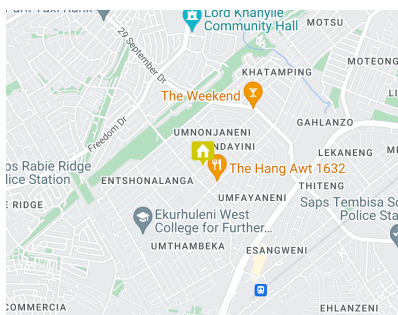 Lord Khanyile
Community Hall
MOTSU
29 September Dr
KHATAMPING
MOTEONG
The Weekend
Freedom Dr
GAHLANZO
UMNONJANENI
NDAYINI
LEKANENG
ps Rabie Ridge
lice Station
The Hang Awt 1632
ENTSHONALANGA
THITENG
E RIDGE
UMFAYANENI
Saps Tembisa So
Police Sta
Ekurhuleni West
College for Further...
UMTHAMBEKA
ESANGWENI
COMMERCIA
EHLANZENI